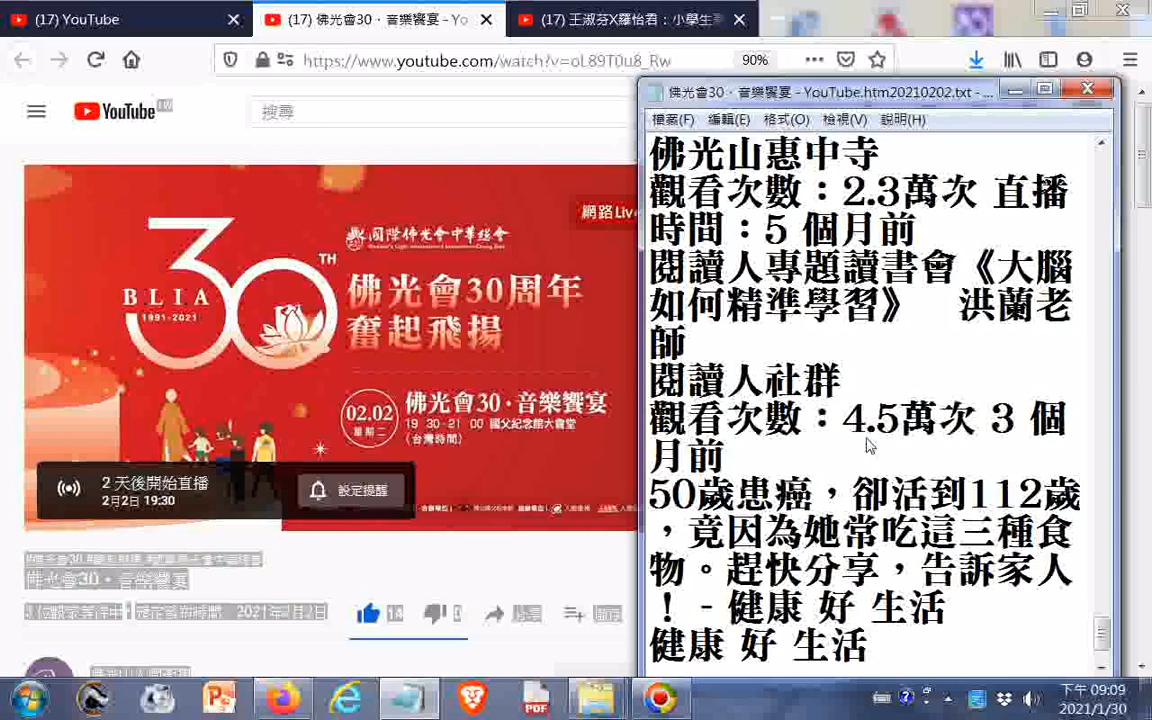 (17) YouTube
(17) 佛光會30．音樂饗宴 - Yo
(17) 王淑芬X羅怡君：小學生
https://www.youtube.com/watch?v=oL89T0u8_Rw
90%
YouTube TW
搜尋
網路Live
30TH
BLIA
1991-2021
國際佛光會中華總會
佛光會30周年
奮起飛揚
02.02
星期二
佛光會30．音樂饗宴
19 30-21 00 國父紀念館大會堂
(台灣時間)
2 天後開始直播
2月2日 19:30
設定提醒
佛光會30．音樂饗宴
2021年2月2日
14
0
佛光會30．音樂饗宴 - YouTube.htm20210202.txt - ...
檔案(F) 編輯(E) 格式(O) 檢視(V) 說明(H)
佛光山惠中寺
觀看次數：2.3萬次 直播
時間：5 個月前
閱讀人專題讀書會《大腦
如何精準學習》　洪蘭老
師
閱讀人社群
觀看次數：4.5萬次 3 個
月前
50歲患癌，卻活到112歲
，竟因為她常吃這三種食
物。趕快分享，告訴家人
！ - 健康 好 生活
健康 好 生活
PDF
下午 09:09
2021/1/30